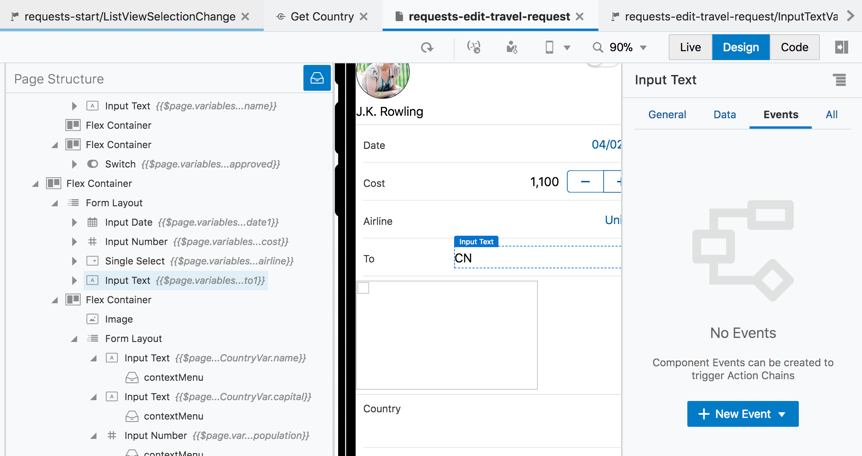 requests-start/ListViewSelectionChange
Get Country
requests-edit-travel-request
requests-edit-travel-request/InputTextVa
90%
Live
Design
Code
Page Structure
Input Text {{$page.variables...name}}
Flex Container
Flex Container
Switch {{$page.variables...approved}}
Flex Container
Form Layout
Input Date {{$page.variables...date1}}
Input Number {{$page.variables...cost}}
Single Select {{$page.variables...airline}}
Input Text {{$page.variables...to1}}
Flex Container
Image
Form Layout
Input Text {{$page...CountryVar.name}}
contextMenu
Input Text {{$page...CountryVar.capital}}
contextMenu
Input Number {{$page.var...population}}
contextMenu
J.K. Rowling
Date 04/02
Cost 1,100
Airline Uni
Input Text
To CN
Country
Input Text
General Data Events All
No Events
Component Events can be created to
trigger Action Chains
New Event